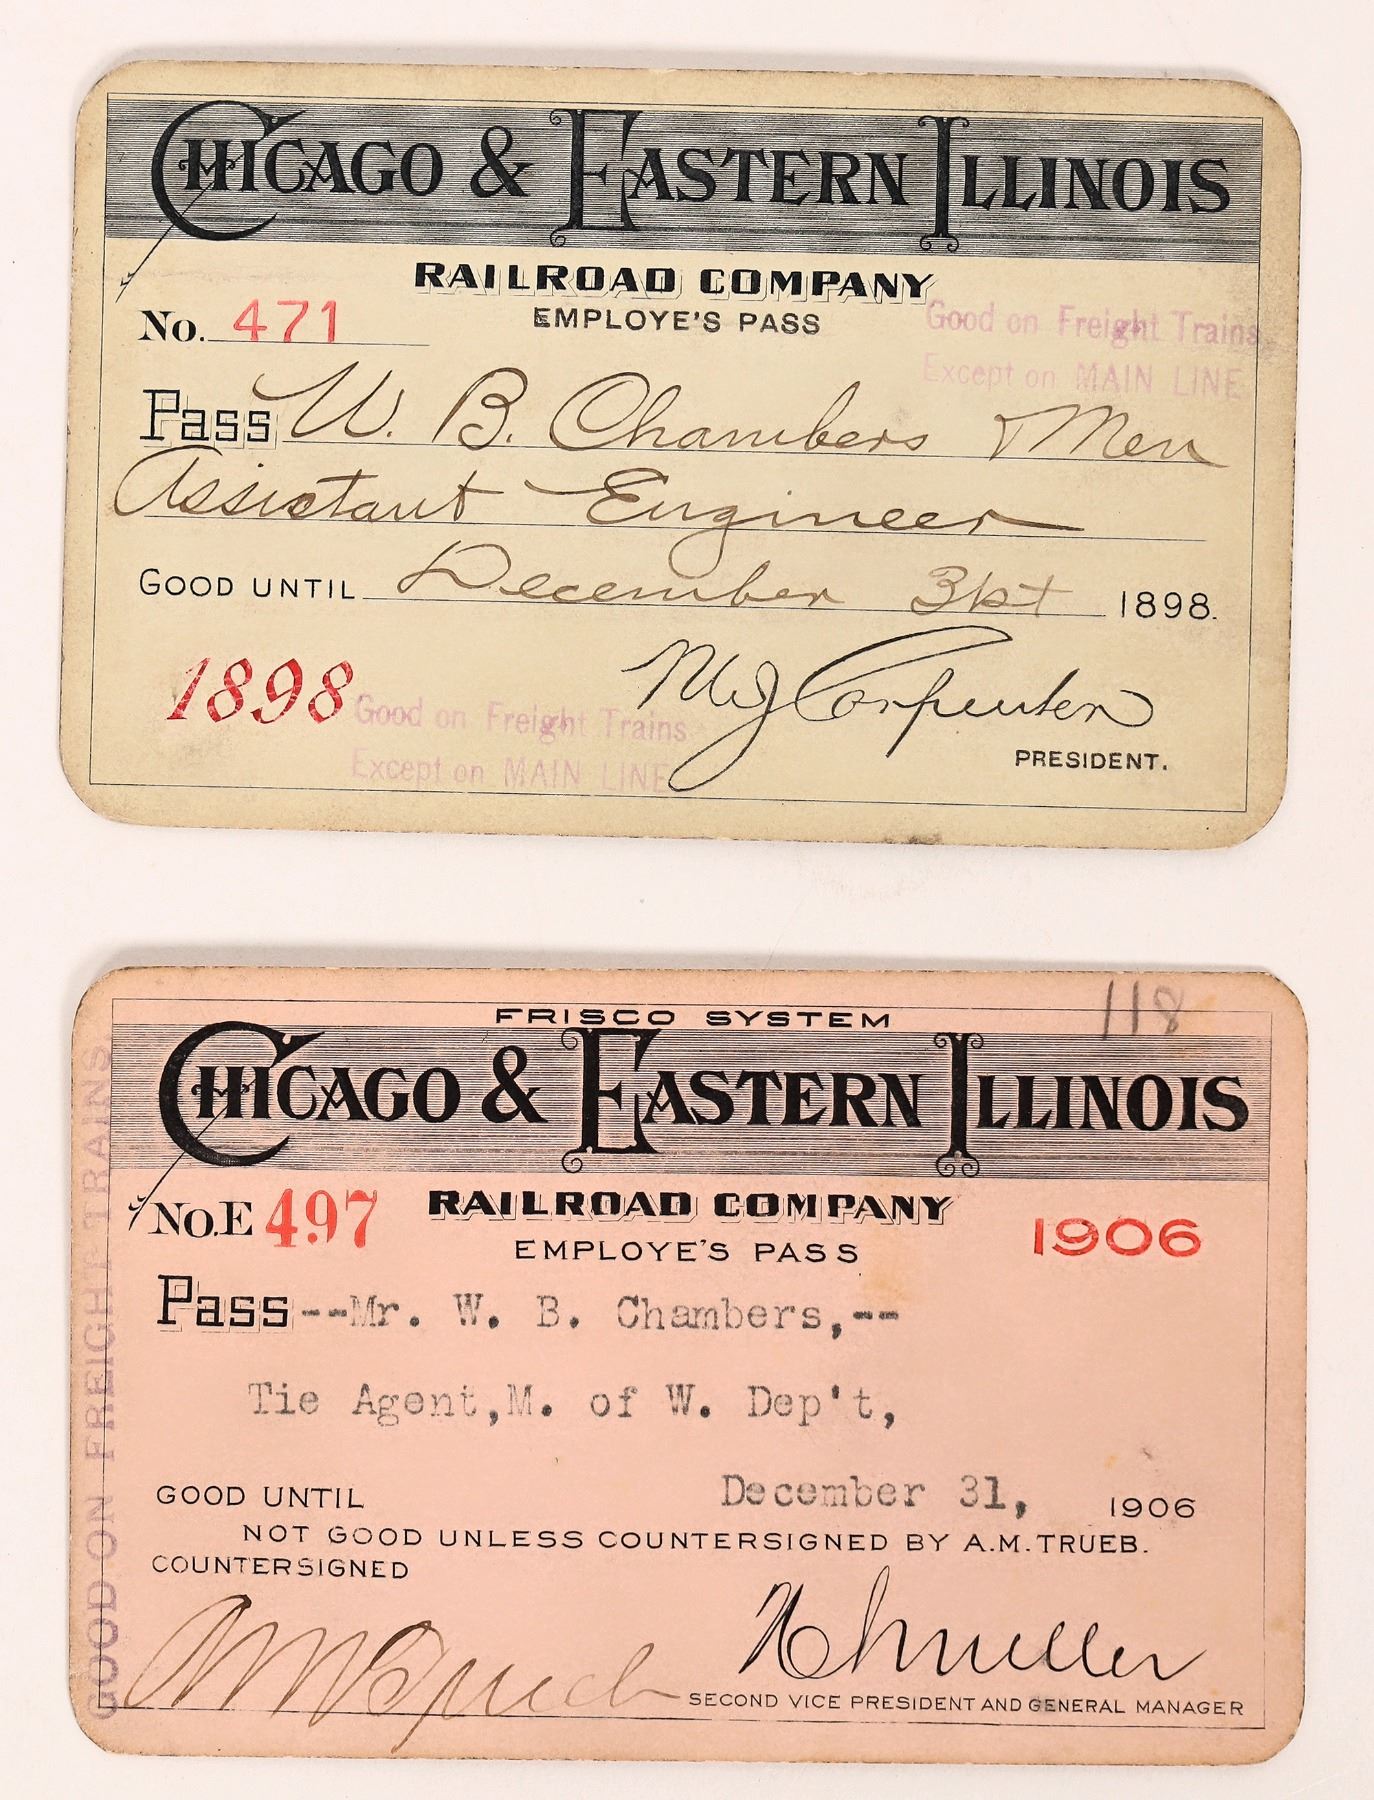 CHICAGO & EASTERN ILLINOIS
RAILROAD COMPANY
No. 471
EMPLOYE'S PASS
Good on Freight Trains
Except on MAIN LINE
Pass W. B. Chambers & Men
Assistant Engineer
GOOD UNTIL December 31st 1898.
1898
Good on Freight Trains
Except on MAIN LINE
Carpenter
PRESIDENT.
118
FRISCO SYSTEM
CHICAGO & EASTERN ILLINOIS
RAILROAD COMPANY
NO.E 497
1906
EMPLOYE'S PASS
Pass--Mr. W. B. Chambers,--
Tie Agent,M. of W. Dep't,
GOOD UNTIL December 31, 1906
NOT GOOD UNLESS COUNTERSIGNED BY A.M.TRUEB.
COUNTERSIGNED
AM Trueb
SECOND VICE PRESIDENT AND GENERAL MANAGER
GOOD ON FREIGHT TRAINS